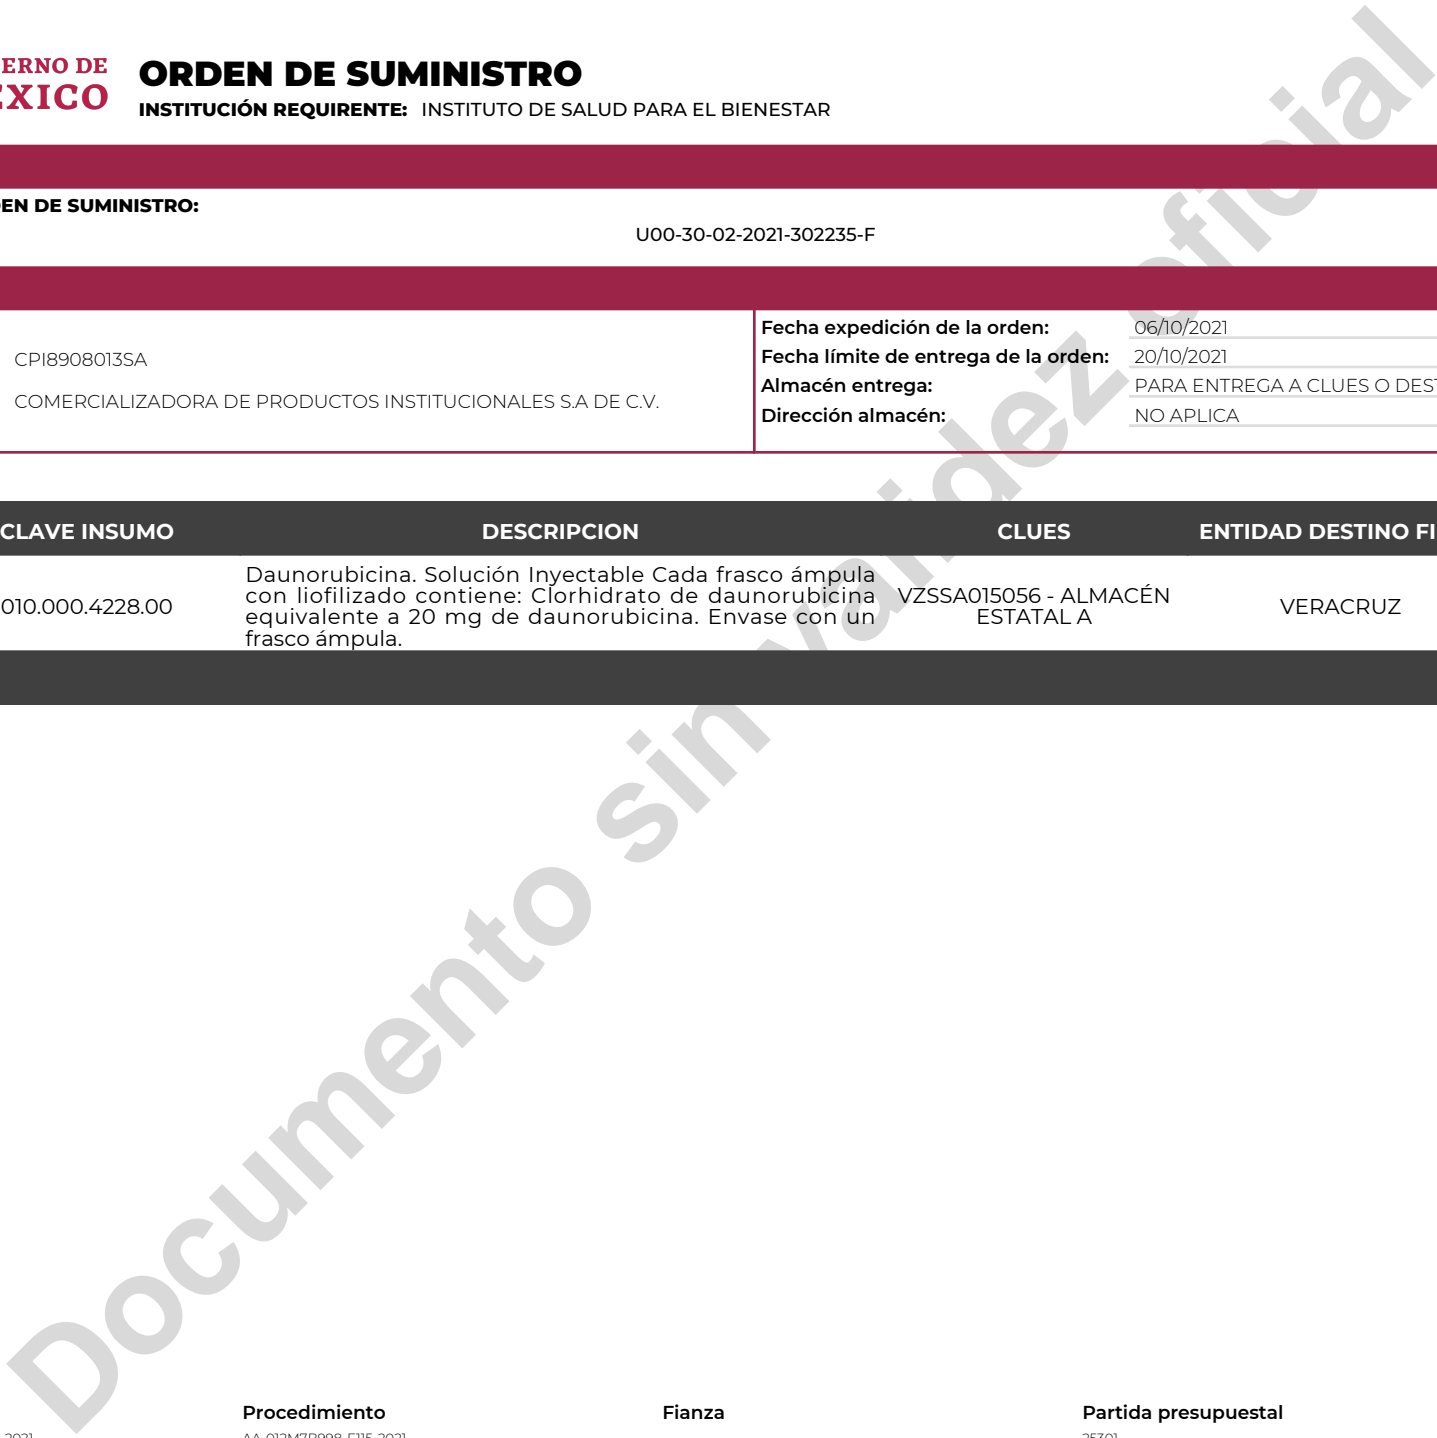 ERNO DE
ORDEN DE SUMINISTRO
INSTITUCIÓN REQUIRENTE: INSTITUTO DE SALUD PARA EL BIENESTAR
EN DE SUMINISTRO:
U00-30-02-2021-302235-F
CPI8908013SA
COMERCIALIZADORA DE PRODUCTOS INSTITUCIONALES S.A DE C.V.
Fecha expedición de la orden: 06/10/2021
Fecha límite de entrega de la orden: 20/10/2021
Almacén entrega: PARA ENTREGA A CLUES O DEST
Dirección almacén: NO APLICA
CLAVE INSUMO DESCRIPCION CLUES ENTIDAD DESTINO FI
010.000.4228.00
Daunorubicina. Solución Inyectable Cada frasco ámpula
con liofilizado contiene: Clorhidrato de daunorubicina
equivalente a 20 mg de daunorubicina. Envase con un
frasco ámpula.
VZSSA015056 - ALMACÉN
ESTATAL A
VERACRUZ
Documento sin validez oficial
Procedimiento Fianza Partida presupuestal